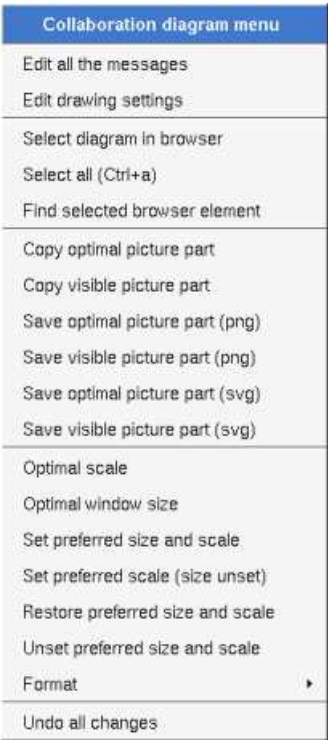 Collaboration diagram menu
Edit all the messages
Edit drawing settings
Select diagram in browser
Select all (Ctrl+a)
Find selected browser element
Copy optimal picture part
Copy visible picture part
Save optimal picture part (png)
Save visible picture part (png)
Save optimal picture part (svg)
Save visible picture part (svg)
Optimal scale
Optimal window size
Set preferred size and scale
Set preferred scale (size unset)
Restore preferred size and scale
Unset preferred size and scale
Format
Undo all changes